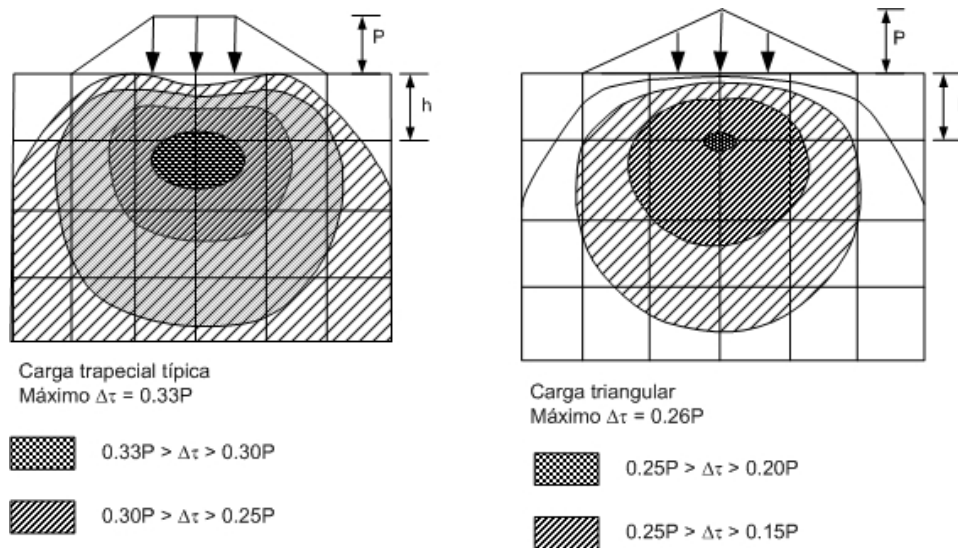 P
h
P
Carga trapecial típica
Máximo Δτ = 0.33P
0.33P > Δτ > 0.30P
0.30P > Δτ > 0.25P
Carga triangular
Máximo Δτ = 0.26P
0.25P > Δτ > 0.20P
0.25P > Δτ > 0.15P